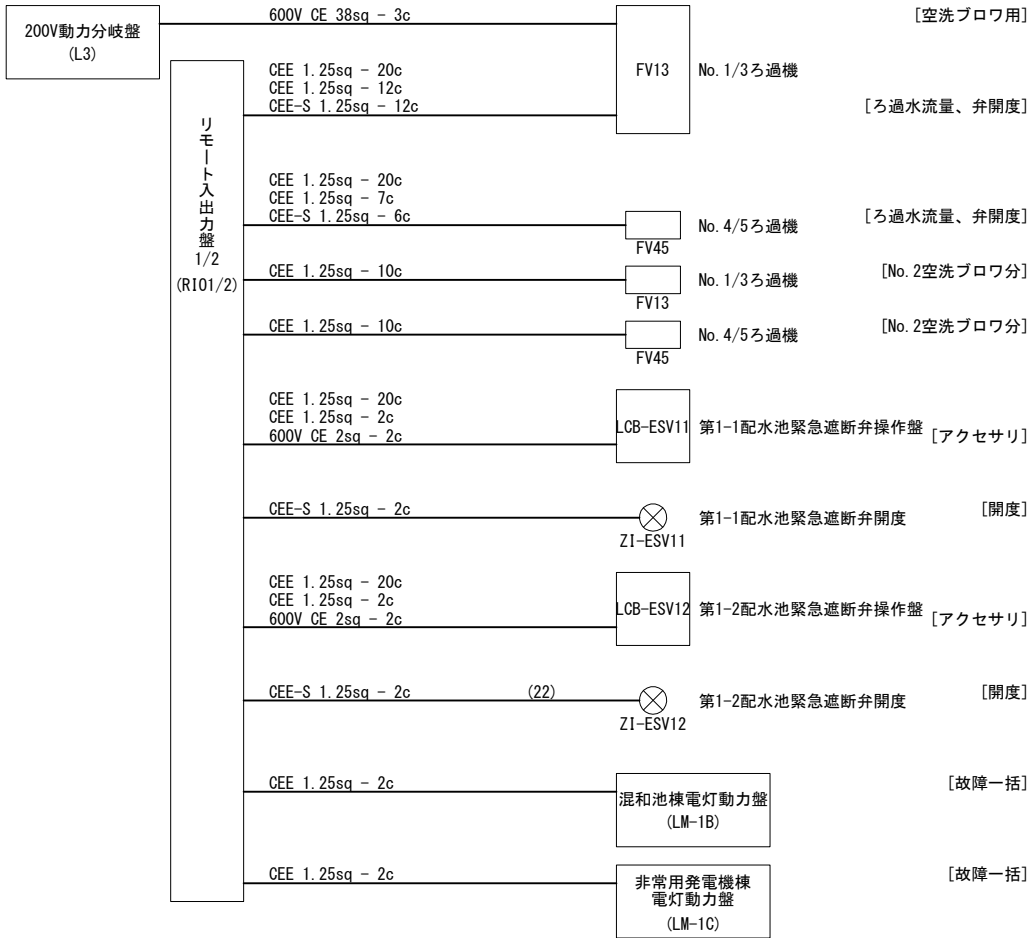 200V動力分岐盤
(L3)
600V CE 38sq - 3c
[空洗ブロワ用]
リモート入出力盤
1/2
(RIO1/2)
CEE 1.25sq - 20c
CEE 1.25sq - 12c
CEE-S 1.25sq - 12c
FV13
No.1/3ろ過機
[ろ過水流量、弁開度]
CEE 1.25sq - 20c
CEE 1.25sq - 7c
CEE-S 1.25sq - 6c
FV45
No.4/5ろ過機
[ろ過水流量、弁開度]
CEE 1.25sq - 10c
FV13
No.1/3ろ過機
[No.2空洗ブロワ分]
CEE 1.25sq - 10c
FV45
No.4/5ろ過機
[No.2空洗ブロワ分]
CEE 1.25sq - 20c
CEE 1.25sq - 2c
600V CE 2sq - 2c
LCB-ESV11
第1-1配水池緊急遮断弁操作盤
[アクセサリ]
CEE-S 1.25sq - 2c
ZI-ESV11
第1-1配水池緊急遮断弁開度
[開度]
CEE 1.25sq - 20c
CEE 1.25sq - 2c
600V CE 2sq - 2c
LCB-ESV12
第1-2配水池緊急遮断弁操作盤
[アクセサリ]
CEE-S 1.25sq - 2c
(22)
ZI-ESV12
第1-2配水池緊急遮断弁開度
[開度]
CEE 1.25sq - 2c
混和池棟電灯動力盤
(LM-1B)
[故障一括]
CEE 1.25sq - 2c
非常用発電機棟
電灯動力盤
(LM-1C)
[故障一括]